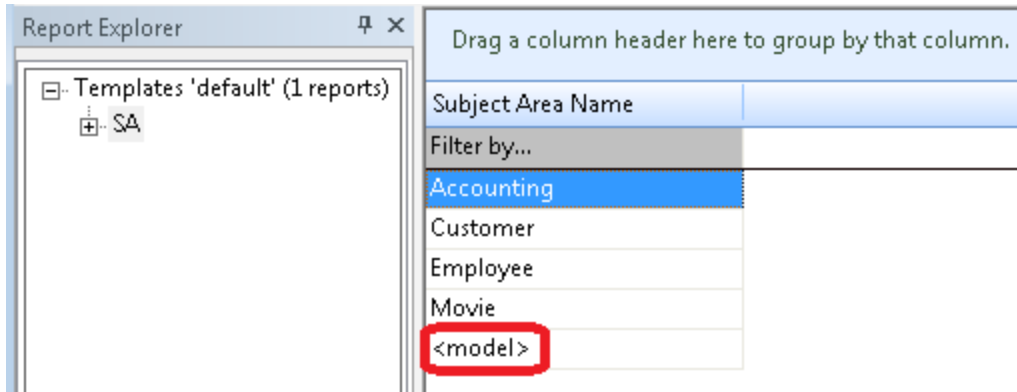 Report Explorer
Templates 'default' (1 reports)
SA
Drag a column header here to group by that column.
Subject Area Name
Filter by...
Accounting
Customer
Employee
Movie
<model>